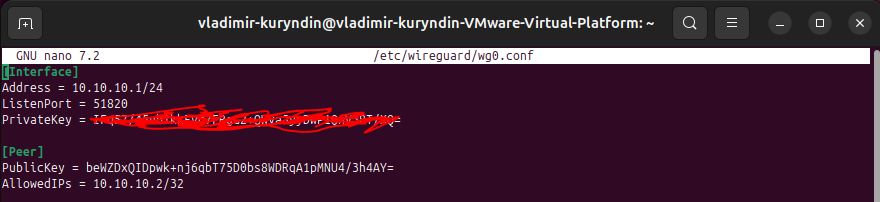 vladimir-kuryndin@vladimir-kuryndin-VMware-Virtual-Platform: ~
GNU nano 7.2 /etc/wireguard/wg0.conf
[Interface]
Address = 10.10.10.1/24
ListenPort = 51820
PrivateKey =
[Peer]
PublicKey = beWZDxQIDpwk+nj6qbT75D0bs8WDRqA1pMNU4/3h4AY=
AllowedIPs = 10.10.10.2/32